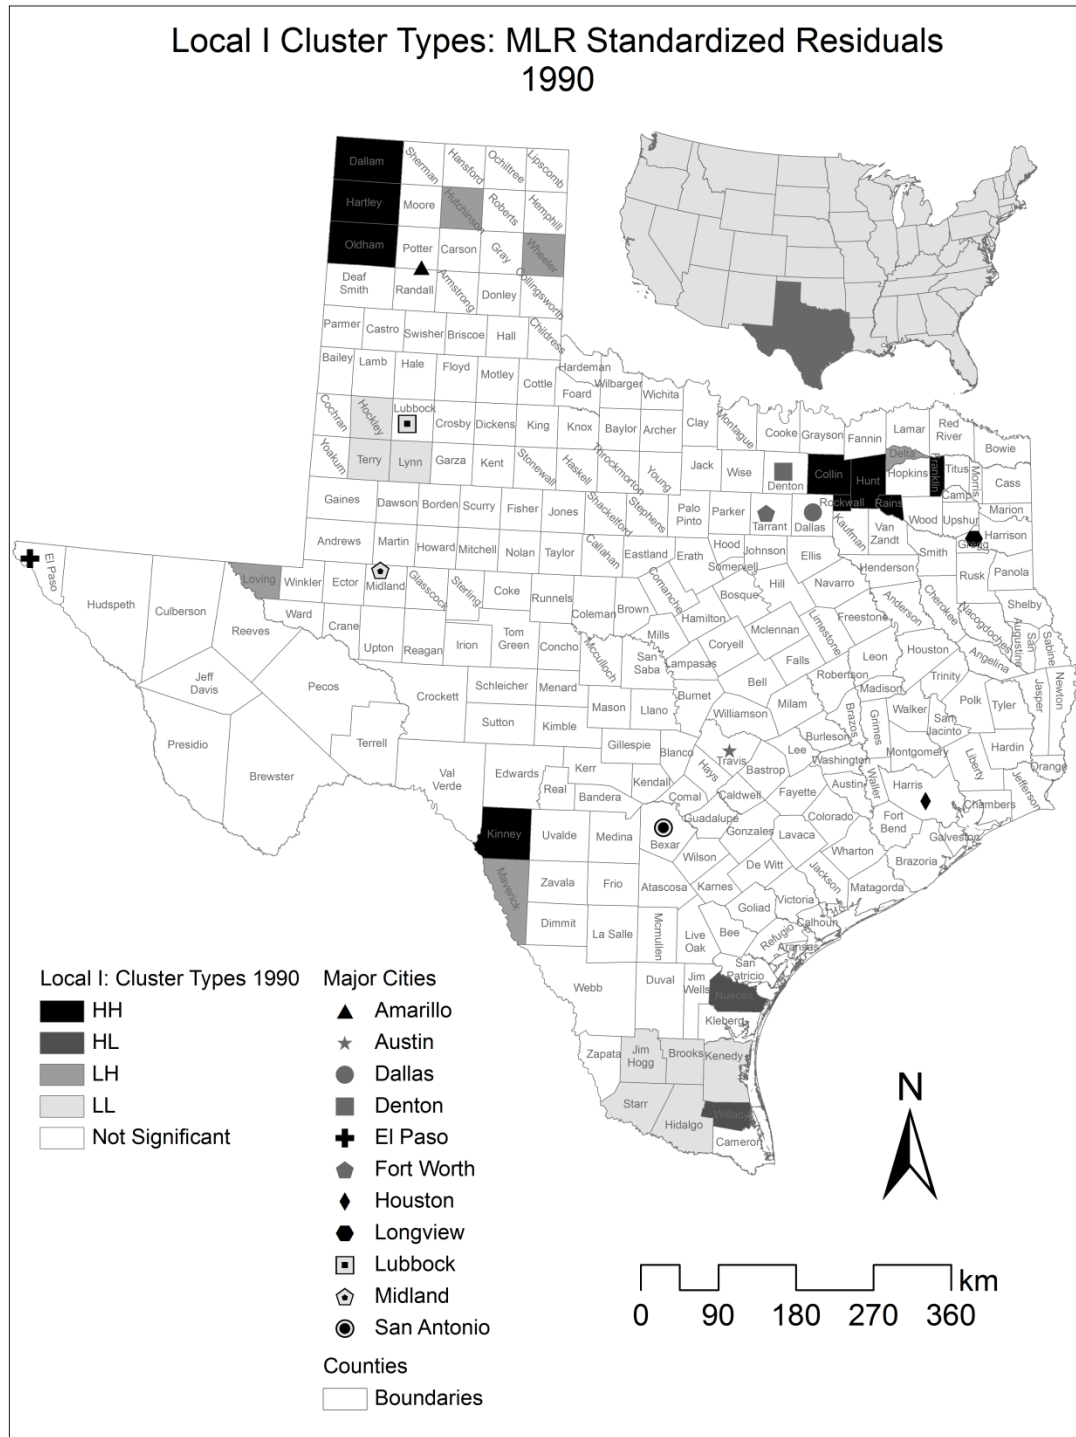 Local I Cluster Types: MLR Standardized Residuals
1990
Dallam
Sherman
Hansford
Ochiltree
Lipscomb
Hartley
Moore
Hutchinson
Roberts
Hemphill
Oldham
Potter
Carson
Gray
Wheeler
Deaf
Smith
Randall
Armstrong
Donley
Collingsworth
Parmer
Castro
Swisher
Briscoe
Hall
Childress
Bailey
Lamb
Hale
Floyd
Motley
Cottle
Hardeman
Foard
Wilbarger
Wichita
Cochran
Hockley
Lubbock
Crosby
Dickens
King
Knox
Baylor
Archer
Clay
Montague
Cooke
Grayson
Fannin
Lamar
Red
River
Bowie
Yoakum
Terry
Lynn
Garza
Kent
Stonewall
Haskell
Throckmorton
Young
Jack
Wise
Denton
Collin
Hunt
Delta
Hopkins
Franklin
Titus
Morris
Cass
Camp
Gaines
Dawson
Borden
Scurry
Fisher
Jones
Shackelford
Stephens
Palo
Pinto
Parker
Tarrant
Dallas
Rockwall
Kaufman
Rains
Van
Zandt
Wood
Upshur
Marion
Gregg
Harrison
Andrews
Martin
Howard
Mitchell
Nolan
Taylor
Callahan
Eastland
Erath
Hood
Somervell
Johnson
Ellis
Henderson
Smith
Rusk
Panola
El Paso
Hudspeth
Culberson
Loving
Winkler
Ector
Midland
Glasscock
Sterling
Coke
Runnels
Coleman
Brown
Comanche
Hamilton
Bosque
Hill
Navarro
Freestone
Anderson
Cherokee
Nacogdoches
Shelby
Reeves
Ward
Crane
Upton
Reagan
Irion
Tom
Green
Concho
Mcculloch
San
Saba
Mills
Lampasas
Coryell
Mclennan
Limestone
Falls
Leon
Houston
Angelina
San
Augustine
Sabine
Jeff
Davis
Pecos
Crockett
Schleicher
Menard
Mason
Llano
Burnet
Bell
Williamson
Milam
Robertson
Madison
Trinity
Walker
Polk
Tyler
Jasper
Newton
Presidio
Brewster
Terrell
Sutton
Kimble
Gillespie
Blanco
Travis
Hays
Bastrop
Lee
Burleson
Brazos
Grimes
Washington
San
Jacinto
Montgomery
Hardin
Liberty
Orange
Jefferson
Val
Verde
Edwards
Real
Kerr
Bandera
Kendall
Comal
Caldwell
Fayette
Austin
Waller
Harris
Chambers
Kinney
Uvalde
Medina
Bexar
Guadalupe
Gonzales
Lavaca
Colorado
Fort
Bend
Galveston
Brazoria
Maverick
Zavala
Frio
Atascosa
Wilson
Karnes
De Witt
Jackson
Wharton
Matagorda
Dimmit
La Salle
Mcmullen
Live
Oak
Bee
Goliad
Victoria
Calhoun
Refugio
Aransas
Webb
Duval
Jim
Wells
San
Patricio
Nueces
Kleberg
Zapata
Jim
Hogg
Brooks
Kenedy
Starr
Hidalgo
Willacy
Cameron
Local I: Cluster Types 1990
HH
HL
LH
LL
Not Significant
Major Cities
Amarillo
Austin
Dallas
Denton
El Paso
Fort Worth
Houston
Longview
Lubbock
Midland
San Antonio
Counties
Boundaries
N
km
0 90 180 270 360